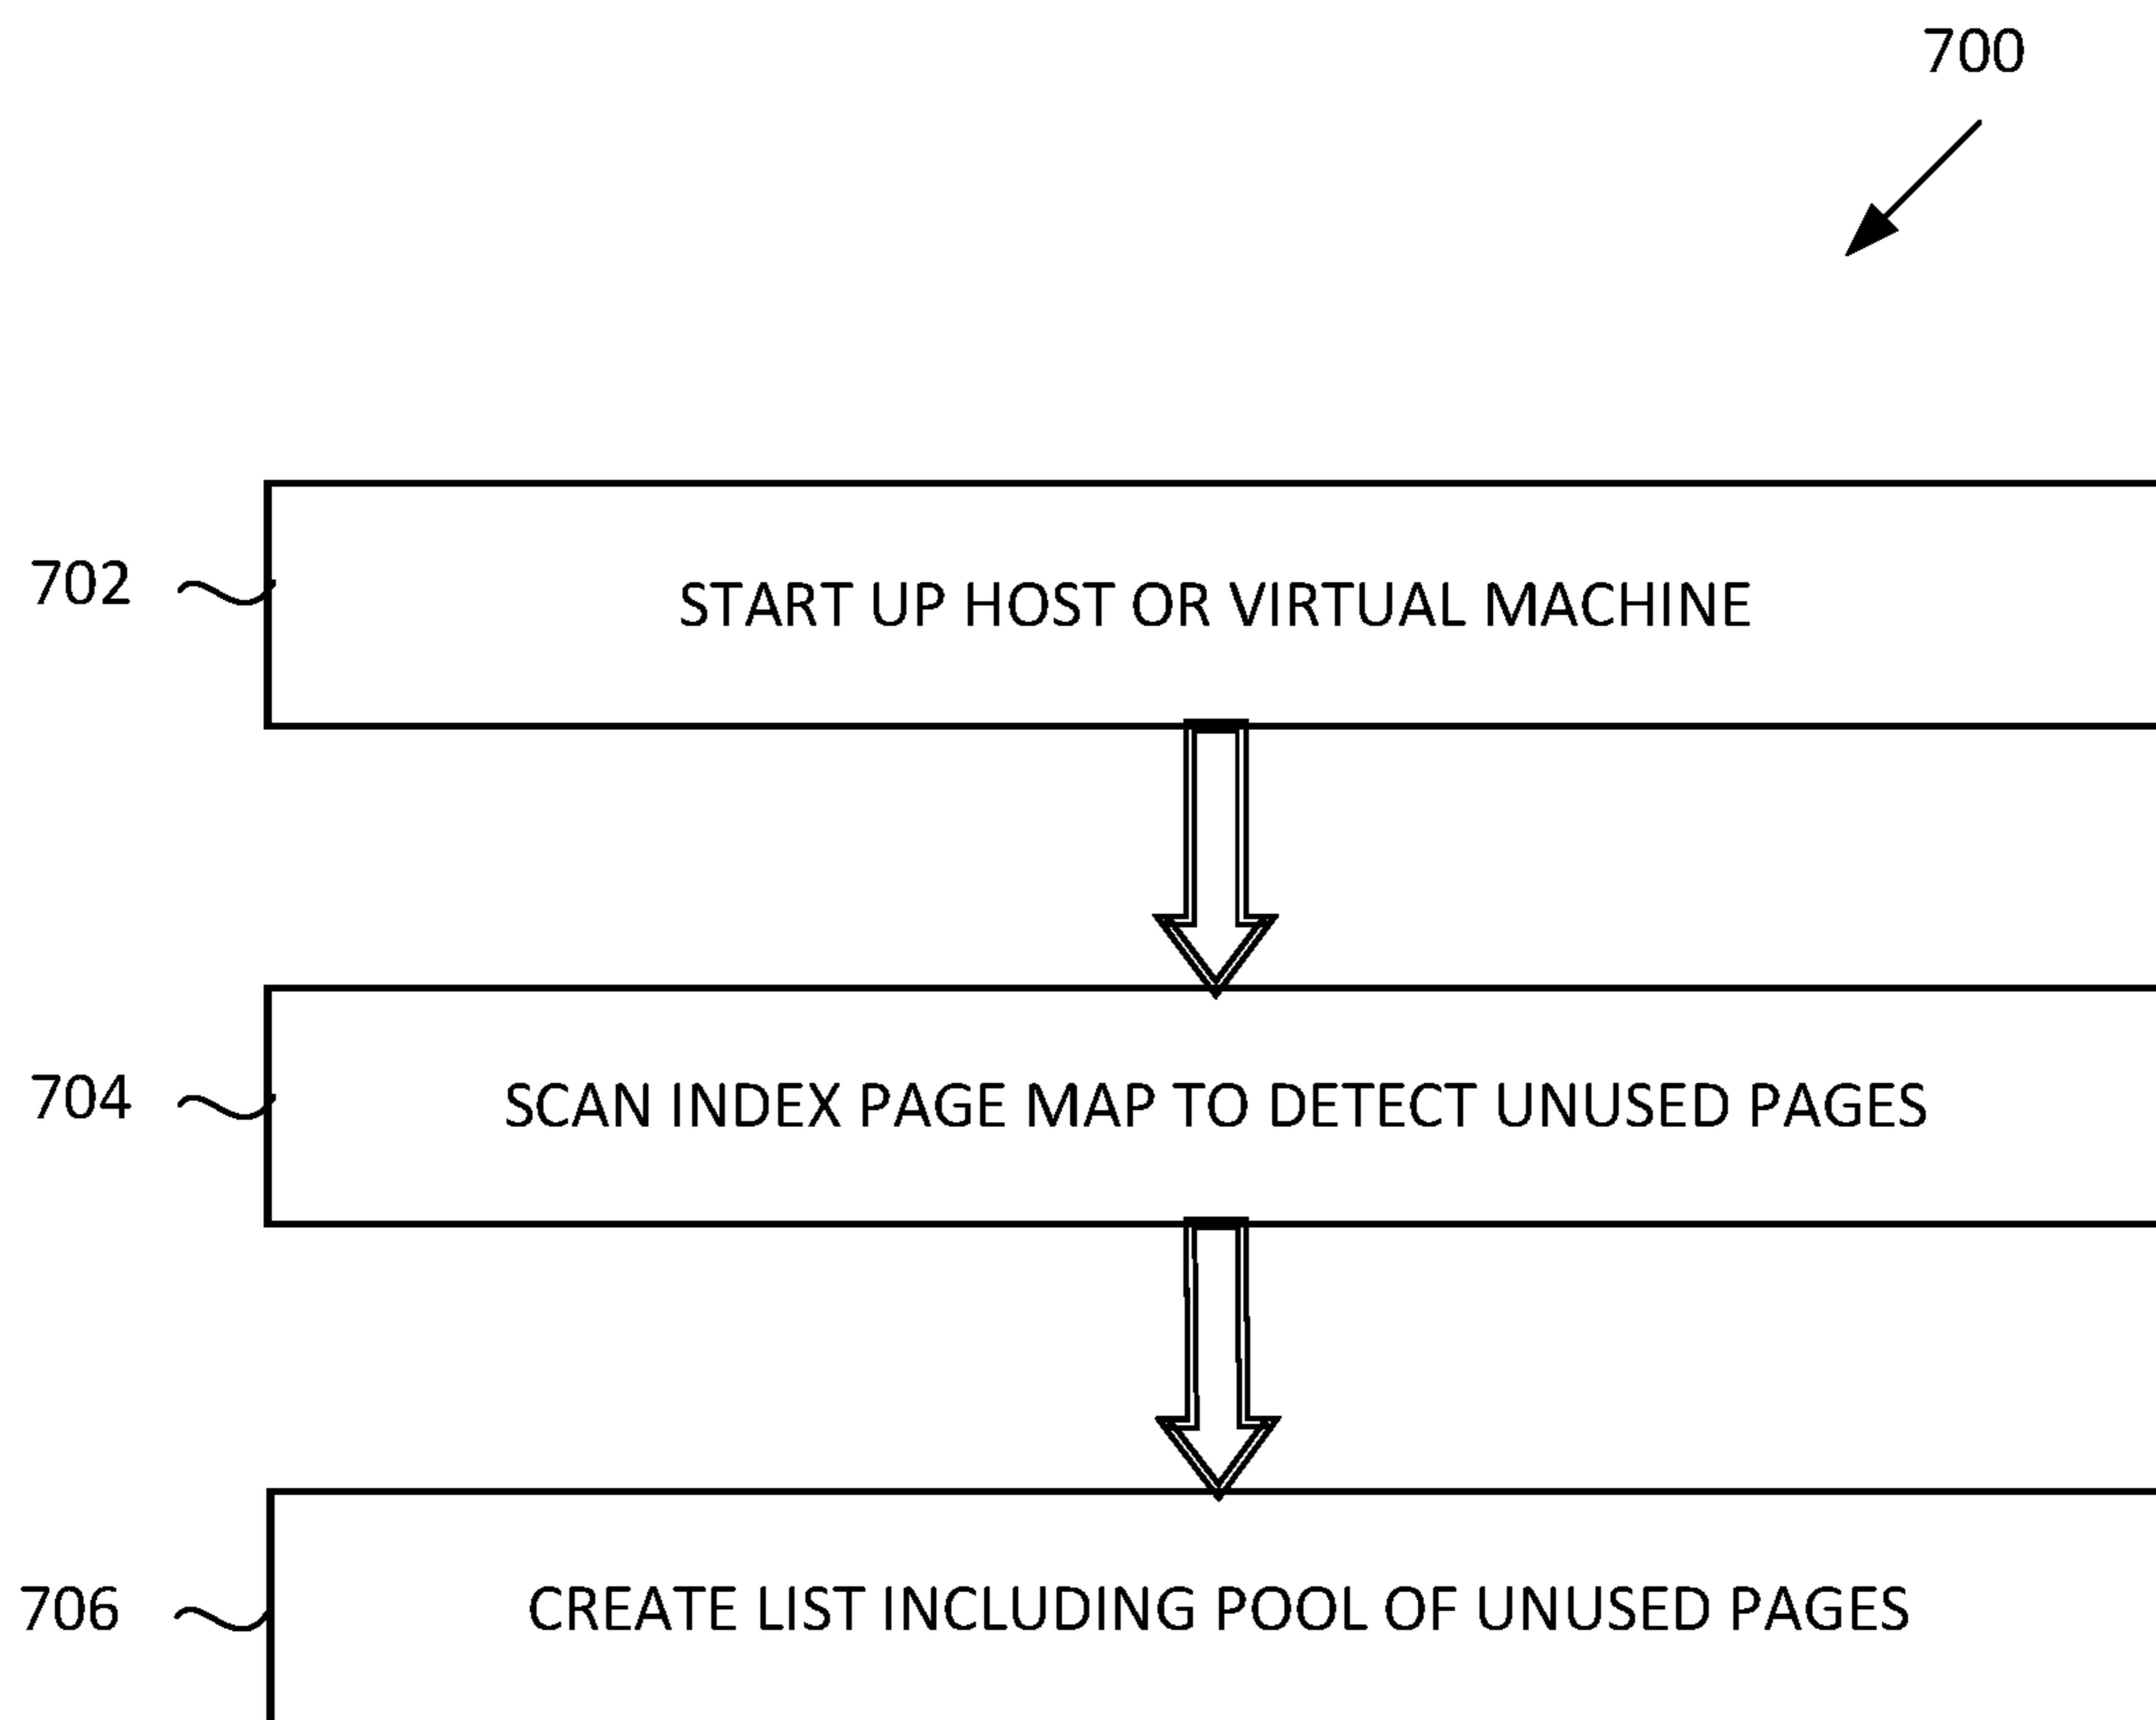 700
702
START UP HOST OR VIRTUAL MACHINE
704
SCAN INDEX PAGE MAP TO DETECT UNUSED PAGES
706
CREATE LIST INCLUDING POOL OF UNUSED PAGES